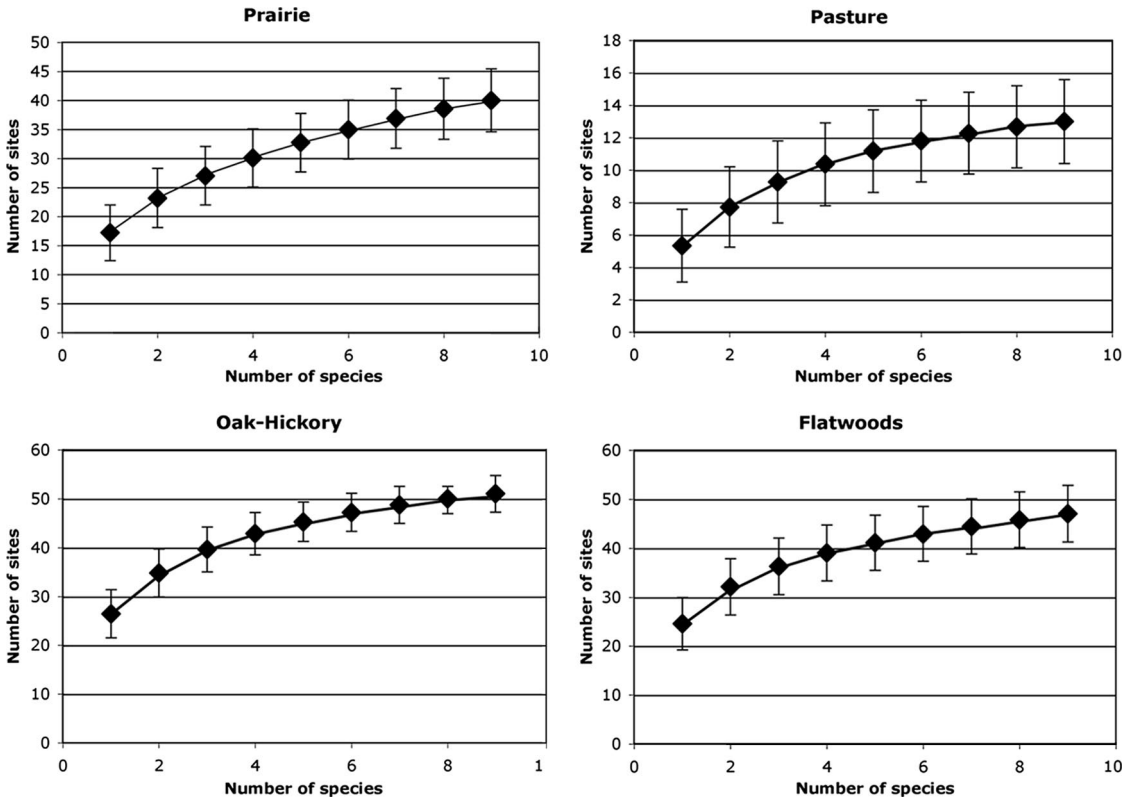 Prairie
Number of sites
50
45
40
35
30
25
20
15
10
5
0
0 2 4 6 8 10
Number of species
Pasture
Number of sites
18
16
14
12
10
8
6
4
2
0
0 2 4 6 8 10
Number of species
Oak-Hickory
Number of sites
60
50
40
30
20
10
0
0 2 4 6 8 1
Number of species
Flatwoods
Number of sites
60
50
40
30
20
10
0
0 2 4 6 8 10
Number of species